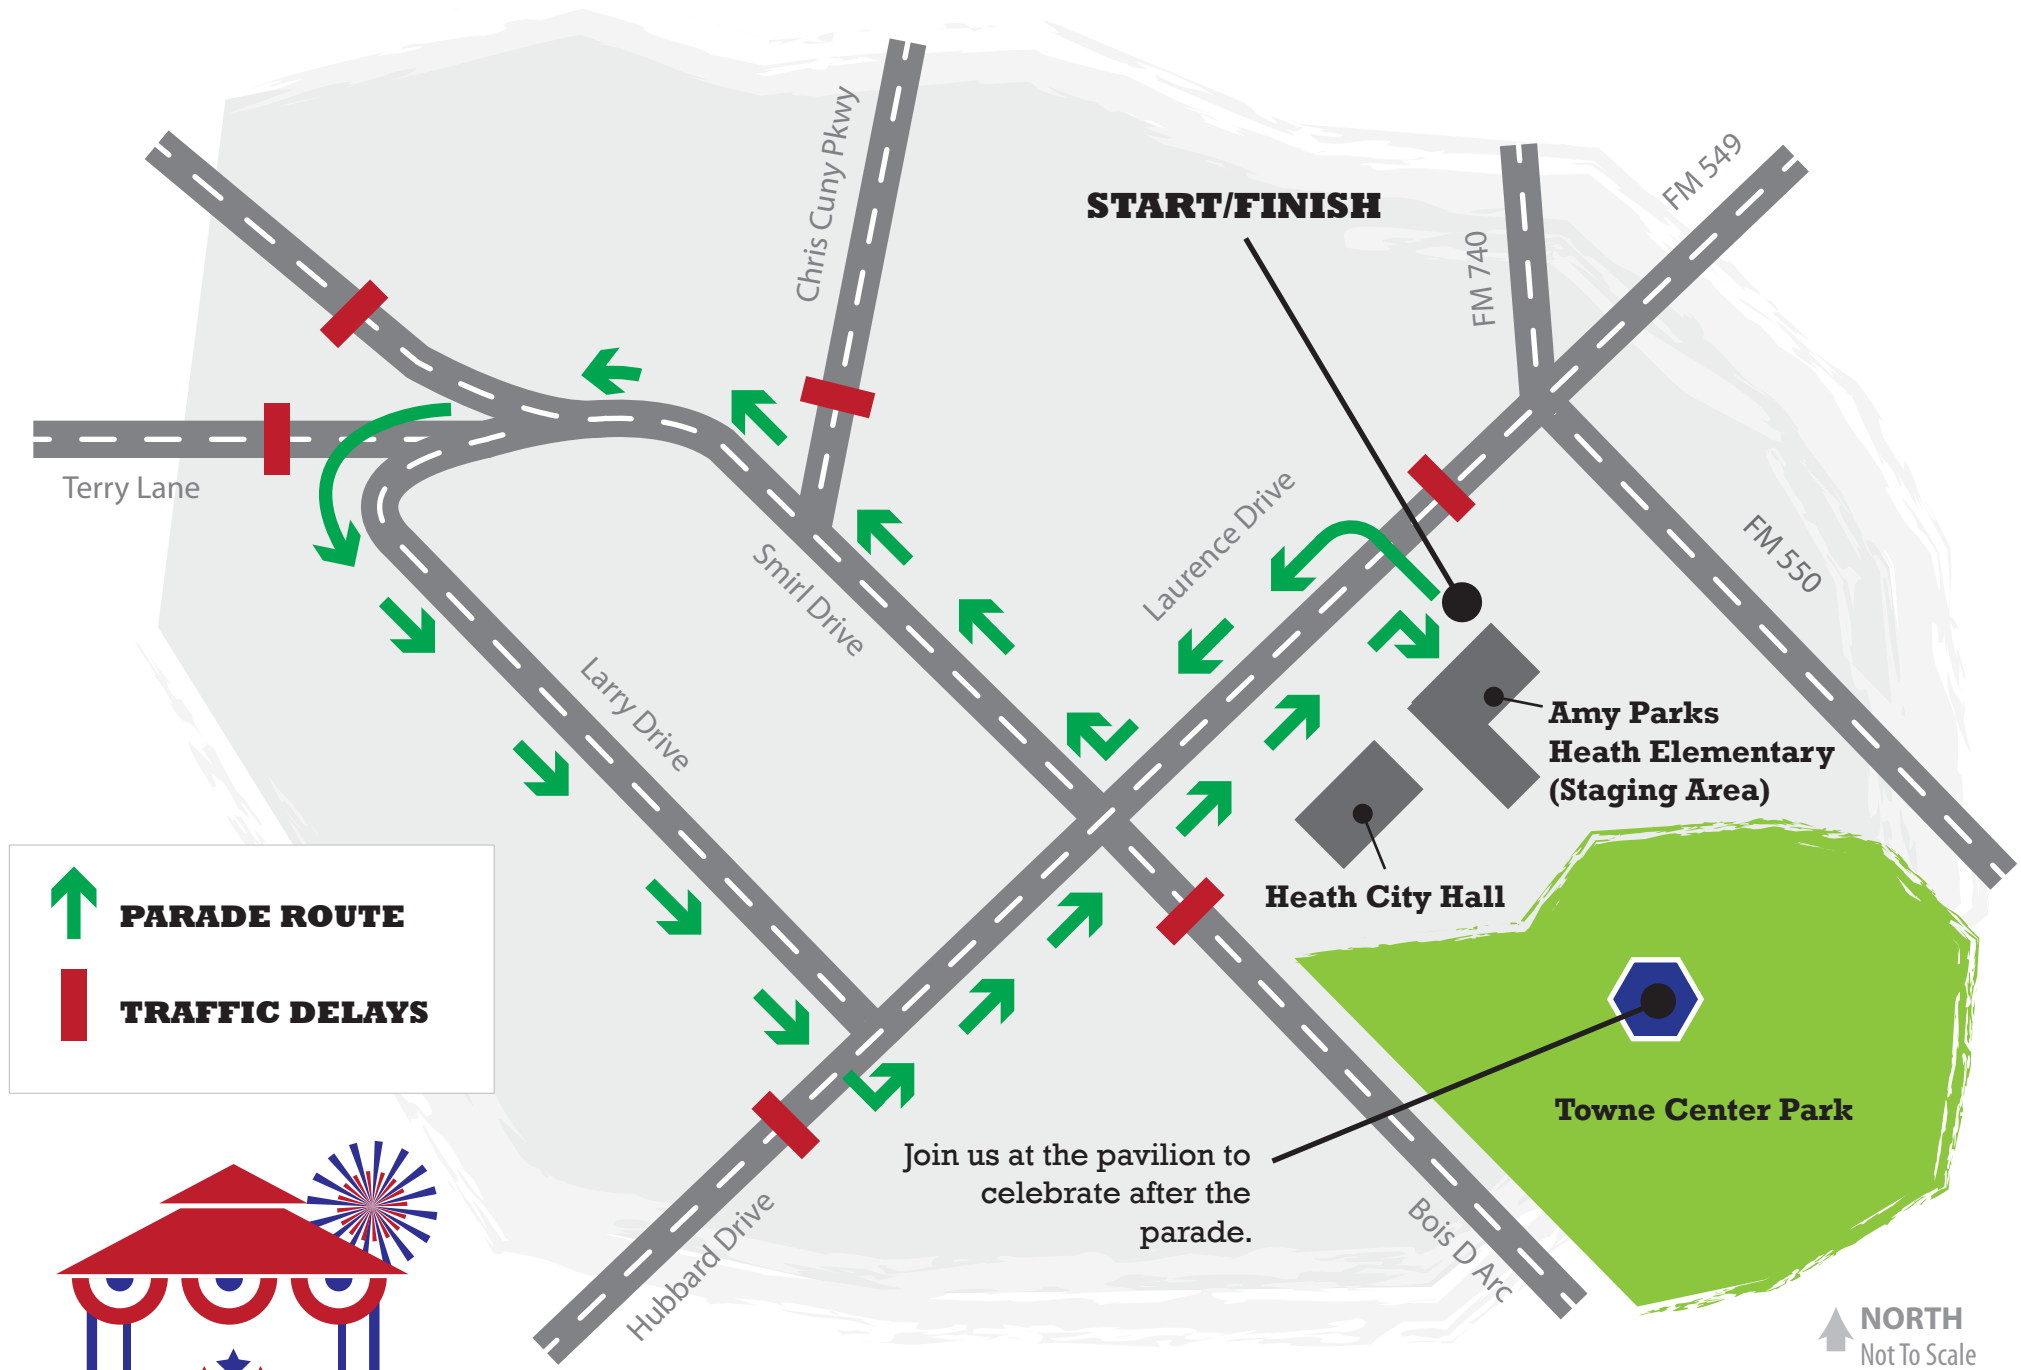 Chris Cuny Pkwy
START/FINISH
FM 740
FM 549
Terry Lane
Smirl Drive
Laurence Drive
FM 550
Larry Drive
Amy Parks
Heath Elementary
(Staging Area)
Heath City Hall
PARADE ROUTE
TRAFFIC DELAYS
Towne Center Park
Join us at the pavilion to
celebrate after the
parade.
Hubbard Drive
Bois D Arc
NORTH
Not To Scale